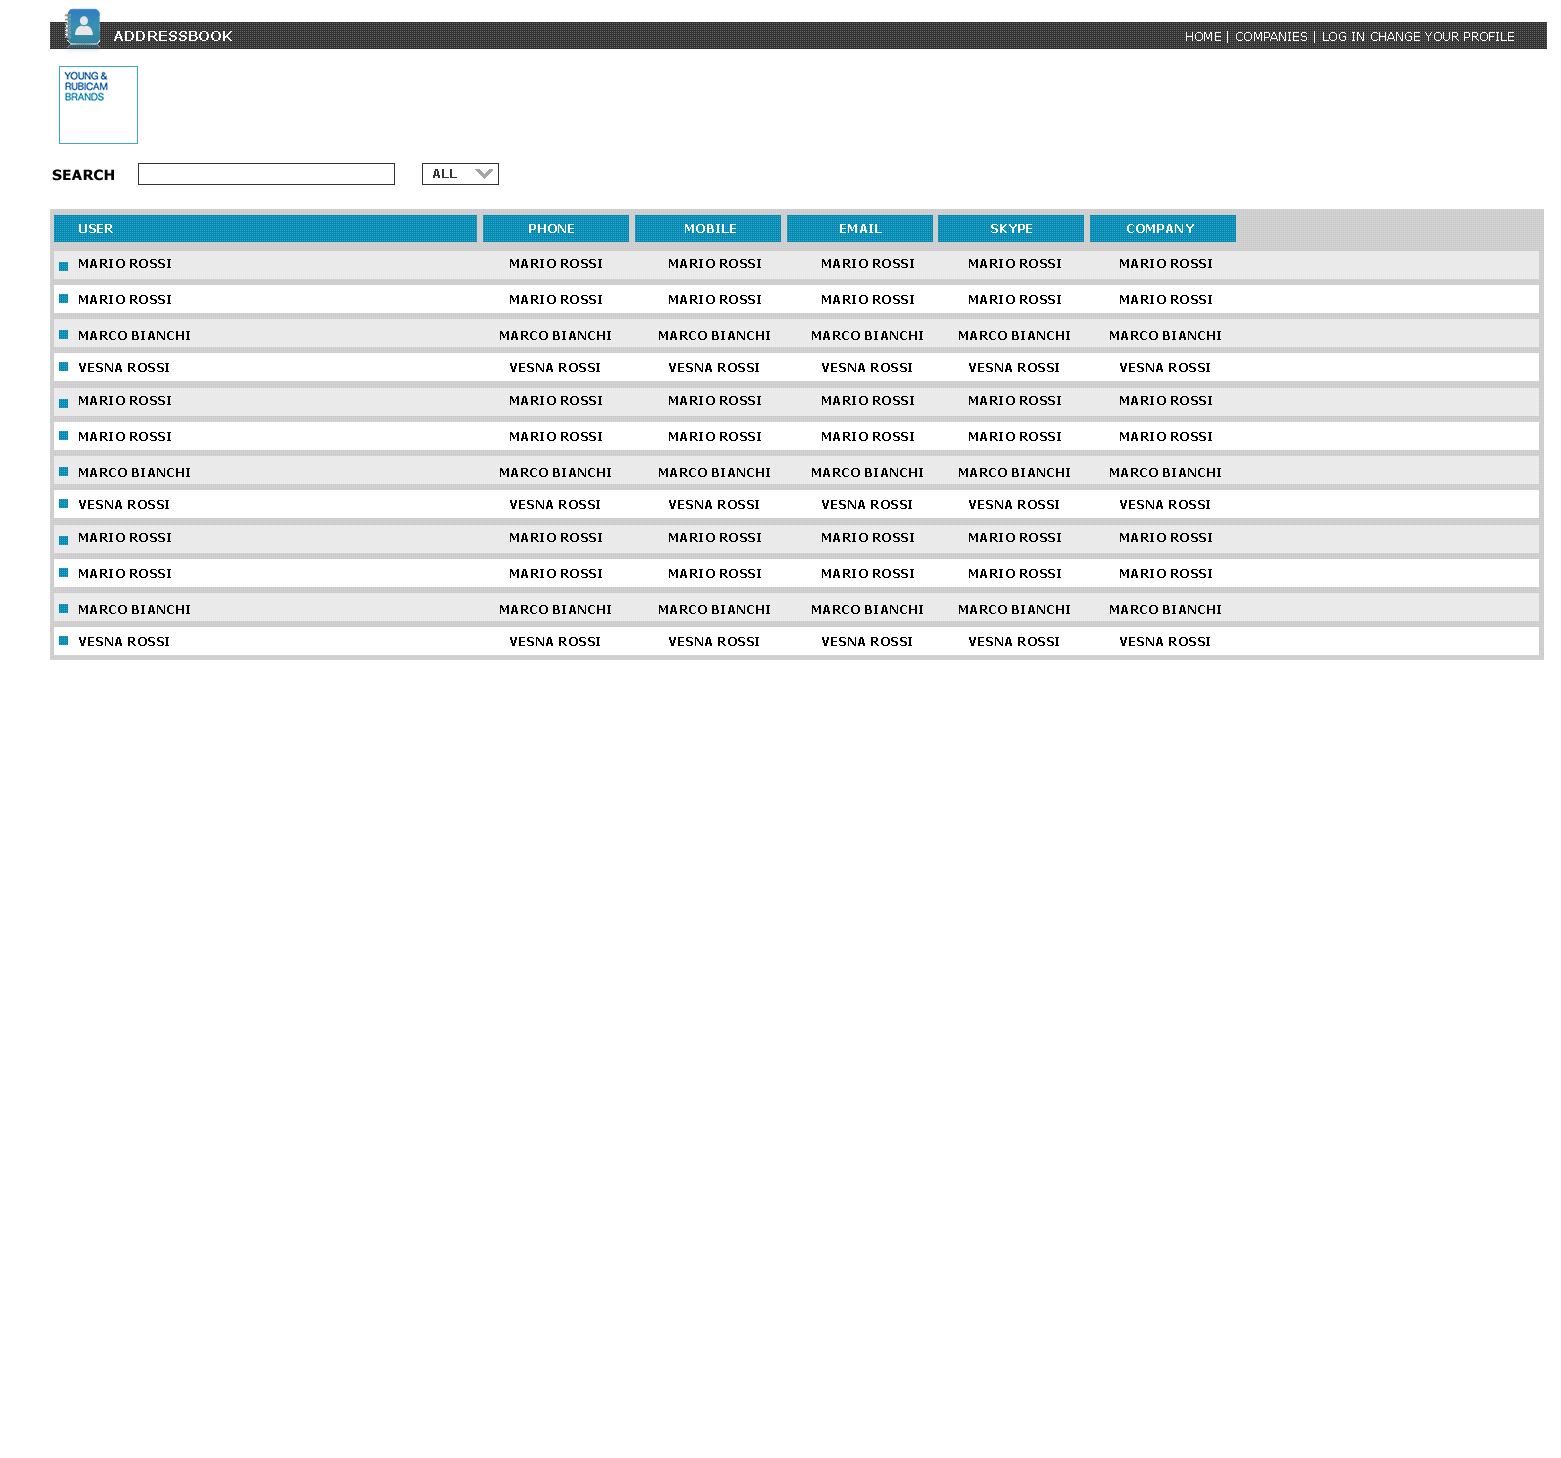 ADDRESSBOOK
HOME | COMPANIES | LOG IN CHANGE YOUR PROFILE
YOUNG &
RUBICAM
BRANDS
SEARCH ALL
USER PHONE MOBILE EMAIL SKYPE COMPANY
MARIO ROSSI MARIO ROSSI MARIO ROSSI MARIO ROSSI MARIO ROSSI MARIO ROSSI
MARIO ROSSI MARIO ROSSI MARIO ROSSI MARIO ROSSI MARIO ROSSI MARIO ROSSI
MARCO BIANCHI MARCO BIANCHI MARCO BIANCHI MARCO BIANCHI MARCO BIANCHI MARCO BIANCHI
VESNA ROSSI VESNA ROSSI VESNA ROSSI VESNA ROSSI VESNA ROSSI VESNA ROSSI
MARIO ROSSI MARIO ROSSI MARIO ROSSI MARIO ROSSI MARIO ROSSI MARIO ROSSI
MARIO ROSSI MARIO ROSSI MARIO ROSSI MARIO ROSSI MARIO ROSSI MARIO ROSSI
MARCO BIANCHI MARCO BIANCHI MARCO BIANCHI MARCO BIANCHI MARCO BIANCHI MARCO BIANCHI
VESNA ROSSI VESNA ROSSI VESNA ROSSI VESNA ROSSI VESNA ROSSI VESNA ROSSI
MARIO ROSSI MARIO ROSSI MARIO ROSSI MARIO ROSSI MARIO ROSSI MARIO ROSSI
MARIO ROSSI MARIO ROSSI MARIO ROSSI MARIO ROSSI MARIO ROSSI MARIO ROSSI
MARCO BIANCHI MARCO BIANCHI MARCO BIANCHI MARCO BIANCHI MARCO BIANCHI MARCO BIANCHI
VESNA ROSSI VESNA ROSSI VESNA ROSSI VESNA ROSSI VESNA ROSSI VESNA ROSSI